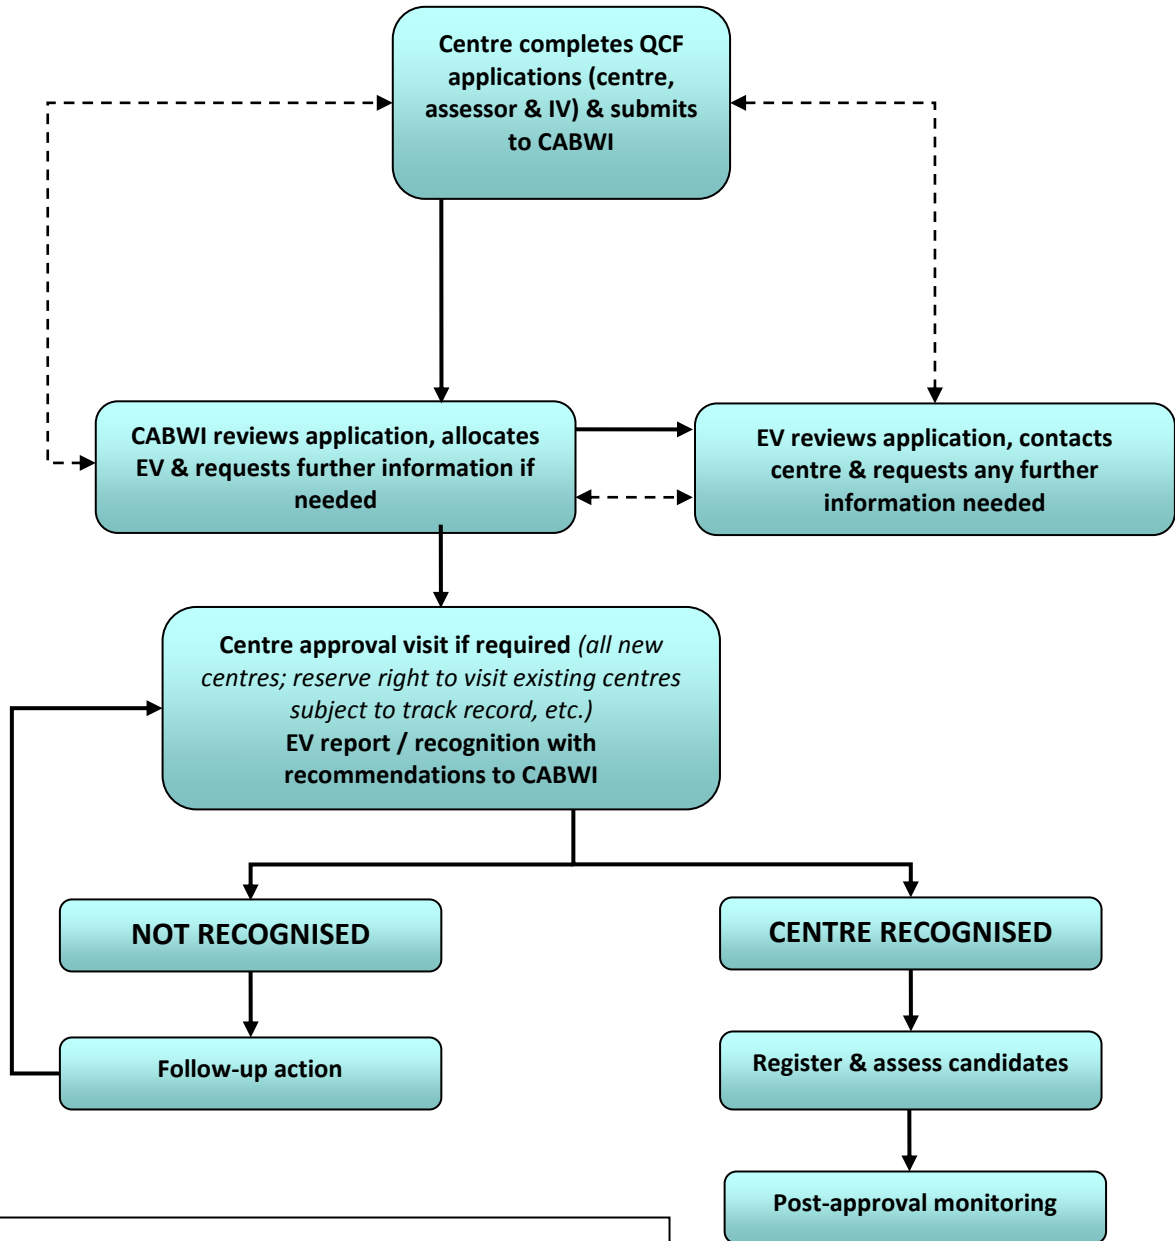 Centre completes QCF
applications (centre,
assessor & IV) & submits
to CABWI
CABWI reviews application, allocates
EV & requests further information if
needed
EV reviews application, contacts
centre & requests any further
information needed
Centre approval visit if required (all new
centres; reserve right to visit existing centres
subject to track record, etc.)
EV report / recognition with
recommendations to CABWI
NOT RECOGNISED
CENTRE RECOGNISED
Follow-up action
Register & assess candidates
Post-approval monitoring